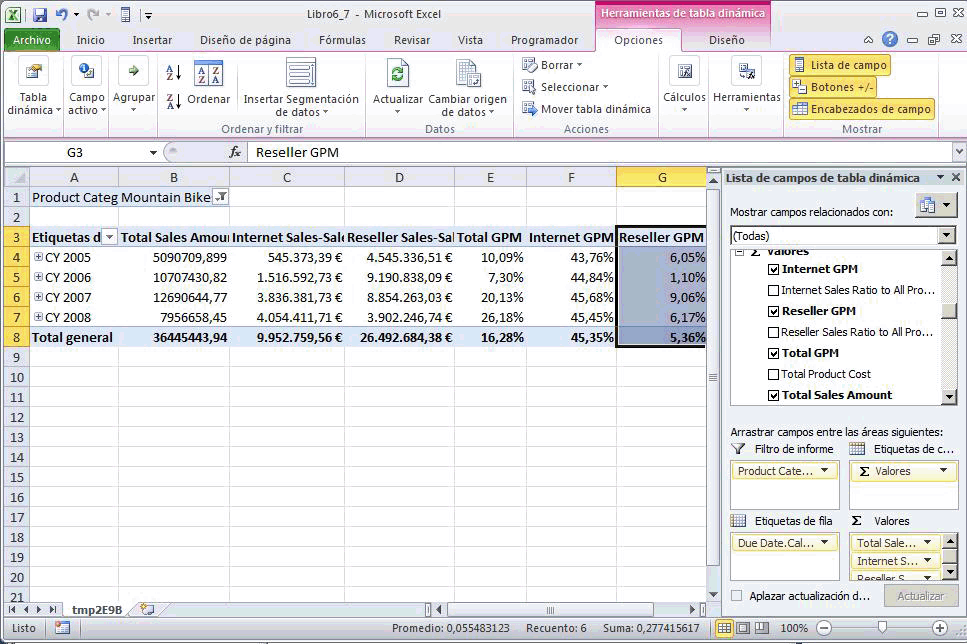 Libro6_7 - Microsoft Excel
Herramientas de tabla dinámica
Archivo Inicio Insertar Diseño de página Fórmulas Revisar Vista Programador Opciones Diseño
Tabla dinámica
Campo activo
Agrupar
Ordenar
Insertar Segmentación de datos
Ordenar y filtrar
Actualizar
Cambiar origen de datos
Datos
Borrar
Seleccionar
Mover tabla dinámica
Acciones
Cálculos
Herramientas
Lista de campo
Botones +/-
Encabezados de campo
Mostrar
G3 fx Reseller GPM
A B C D E F G
1 Product Categ Mountain Bike
2
3 Etiquetas d Total Sales Amou Internet Sales-Sale Reseller Sales-Sal Total GPM Internet GPM Reseller GPM
4 CY 2005 5090709,899 545.373,39 € 4.545.336,51 € 10,09% 43,76% 6,05%
5 CY 2006 10707430,82 1.516.592,73 € 9.190.838,09 € 7,30% 44,84% 1,10%
6 CY 2007 12690644,77 3.836.381,73 € 8.854.263,03 € 20,13% 45,68% 9,06%
7 CY 2008 7956658,45 4.054.411,71 € 3.902.246,74 € 26,18% 45,45% 6,17%
8 Total general 36445443,94 9.952.759,56 € 26.492.684,38 € 16,28% 45,35% 5,36%
9
10
11
12
13
14
15
16
17
18
19
20
21
Lista de campos de tabla dinámica
Mostrar campos relacionados con:
(Todas)
Σ Valores
Internet GPM
Internet Sales Ratio to All Pro...
Reseller GPM
Reseller Sales Ratio to All Pro...
Total GPM
Total Product Cost
Total Sales Amount
Arrastrar campos entre las áreas siguientes:
Filtro de informe Etiquetas de c...
Product Cate... Σ Valores
Etiquetas de fila Σ Valores
Due Date.Cal... Total Sale...
Internet S...
Reseller S...
Aplazar actualización d... Actualizar
tmp2E9B
Listo Promedio: 0,055483123 Recuento: 6 Suma: 0,277415617 100%